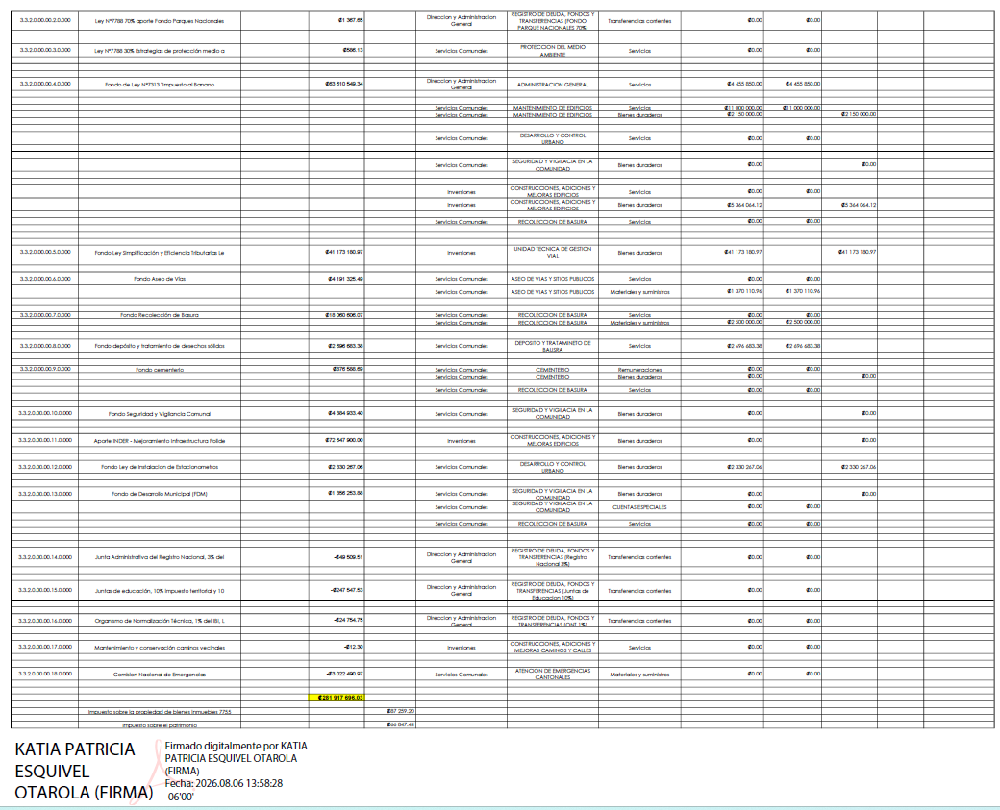 3.3.2.0.00.00.2.0.000 Ley N°7788 70% aporte Fondo Parques Nacionales ₡1 367.65 Direccion y Administracion General REGISTRO DE DEUDA, FONDOS Y TRANSFERENCIAS (FONDO PARQUE NACIONALES 70%) Transferencias corrientes ₡0.00 ₡0.00
3.3.2.0.00.00.3.0.000 Ley N°7788 30% Estrategias de protección medio a ₡586.13 Servicios Comunales PROTECCION DEL MEDIO AMBIENTE Servicios ₡0.00 ₡0.00
3.3.2.0.00.00.4.0.000 Fondo de Ley N°7313 "Impuesto al Banano ₡63 610 549.34 Direccion y Administracion General ADMINISTRACION GENERAL Servicios ₡4 455 850.00 ₡4 455 850.00
Servicios Comunales MANTENIMIENTO DE EDIFICIOS Servicios ₡11 000 000.00 ₡11 000 000.00
Servicios Comunales MANTENIMIENTO DE EDIFICIOS Bienes duraderos ₡2 150 000.00 ₡2 150 000.00
Servicios Comunales DESARROLLO Y CONTROL URBANO Servicios ₡0.00 ₡0.00
Servicios Comunales SEGURIDAD Y VIGILACIA EN LA COMUNIDAD Bienes duraderos ₡0.00 ₡0.00
Inversiones CONSTRUCCIONES, ADICIONES Y MEJORAS EDIFICIOS Servicios ₡0.00 ₡0.00
Inversiones CONSTRUCCIONES, ADICIONES Y MEJORAS EDIFICIOS Bienes duraderos ₡5 364 064.12 ₡5 364 064.12
Servicios Comunales RECOLECCION DE BASURA Servicios ₡0.00 ₡0.00
3.3.2.0.00.00.5.0.000 Fondo Ley Simplificación y Eficiencia Tributarias Le ₡41 173 180.97 Inversiones UNIDAD TECNICA DE GESTION VIAL Bienes duraderos ₡41 173 180.97 ₡41 173 180.97
3.3.2.0.00.00.6.0.000 Fondo Aseo de Vías ₡4 191 325.49 Servicios Comunales ASEO DE VIAS Y SITIOS PUBLICOS Servicios ₡0.00 ₡0.00
Servicios Comunales ASEO DE VIAS Y SITIOS PUBLICOS Materiales y suministros ₡1 370 110.96 ₡1 370 110.96
3.3.2.0.00.00.7.0.000 Fondo Recolección de Basura ₡18 060 606.07 Servicios Comunales RECOLECCION DE BASURA Servicios ₡0.00 ₡0.00
Servicios Comunales RECOLECCION DE BASURA Materiales y suministros ₡2 500 000.00 ₡2 500 000.00
3.3.2.0.00.00.8.0.000 Fondo depósito y tratamiento de desechos sólidos ₡2 696 683.38 Servicios Comunales DEPOSITO Y TRATAMINETO DE BAUSRA Servicios ₡2 696 683.38 ₡2 696 683.38
3.3.2.0.00.00.9.0.000 Fondo cementerio ₡876 588.69 Servicios Comunales CEMENTERIO Remuneraciones ₡0.00 ₡0.00
Servicios Comunales CEMENTERIO Bienes duraderos ₡0.00 ₡0.00
Servicios Comunales RECOLECCION DE BASURA Servicios ₡0.00 ₡0.00
3.3.2.0.00.00.10.0.000 Fondo Seguridad y Vigilancia Comunal ₡4 384 933.40 Servicios Comunales SEGURIDAD Y VIGILACIA EN LA COMUNIDAD Bienes duraderos ₡0.00 ₡0.00
3.3.2.0.00.00.11.0.000 Aporte INDER - Mejoramiento Infraestructura Polide ₡72 647 900.00 Inversiones CONSTRUCCIONES, ADICIONES Y MEJORAS EDIFICIOS Bienes duraderos ₡0.00 ₡0.00
3.3.2.0.00.00.12.0.000 Fondo Ley de Instalacion de Estacionometros ₡2 330 267.06 Servicios Comunales DESARROLLO Y CONTROL URBANO Bienes duraderos ₡2 330 267.06 ₡2 330 267.06
3.3.2.0.00.00.13.0.000 Fondo de Desarrollo Municipal (FDM) ₡1 356 253.88 Servicios Comunales SEGURIDAD Y VIGILACIA EN LA COMUNIDAD Bienes duraderos ₡0.00 ₡0.00
Servicios Comunales SEGURIDAD Y VIGILACIA EN LA COMUNIDAD CUENTAS ESPECIALES ₡0.00 ₡0.00
Servicios Comunales RECOLECCION DE BASURA Servicios ₡0.00 ₡0.00
3.3.2.0.00.00.14.0.000 Junta Administrativa del Registro Nacional, 3% del -₡49 509.51 Direccion y Administracion General REGISTRO DE DEUDA, FONDOS Y TRANSFERENCIAS (Registro Nacional 3%) Transferencias corrientes ₡0.00 ₡0.00
3.3.2.0.00.00.15.0.000 Juntas de educación, 10% impuesto territorial y 10 -₡247 547.53 Direccion y Administracion General REGISTRO DE DEUDA, FONDOS Y TRANSFERENCIAS (Juntas de Educacion 10%) Transferencias corrientes ₡0.00 ₡0.00
3.3.2.0.00.00.16.0.000 Organismo de Normalización Técnica, 1% del IBI, L -₡24 754.75 Direccion y Administracion General REGISTRO DE DEUDA, FONDOS Y TRANSFERENCIAS (ONT 1%) Transferencias corrientes ₡0.00 ₡0.00
3.3.2.0.00.00.17.0.000 Mantenimiento y conservación caminos vecinales -₡12.30 Inversiones CONSTRUCCIONES, ADICIONES Y MEJORAS CAMINOS Y CALLES Servicios ₡0.00 ₡0.00
3.3.2.0.00.00.18.0.000 Comision Nacional de Emergencias -₡3 022 490.97 Servicios Comunales ATENCION DE EMERGENCIAS CANTONALES Materiales y suministros ₡0.00 ₡0.00
₡281 917 696.03
Impuesto sobre la propiedad de bienes inmuebles 7755 ₡87 259.20
Impuesto sobre el patrimonio ₡66 847.44
KATIA PATRICIA
ESQUIVEL
OTAROLA (FIRMA)
Firmado digitalmente por KATIA
PATRICIA ESQUIVEL OTAROLA
(FIRMA)
Fecha: 2026.08.06 13:58:28
-06'00'